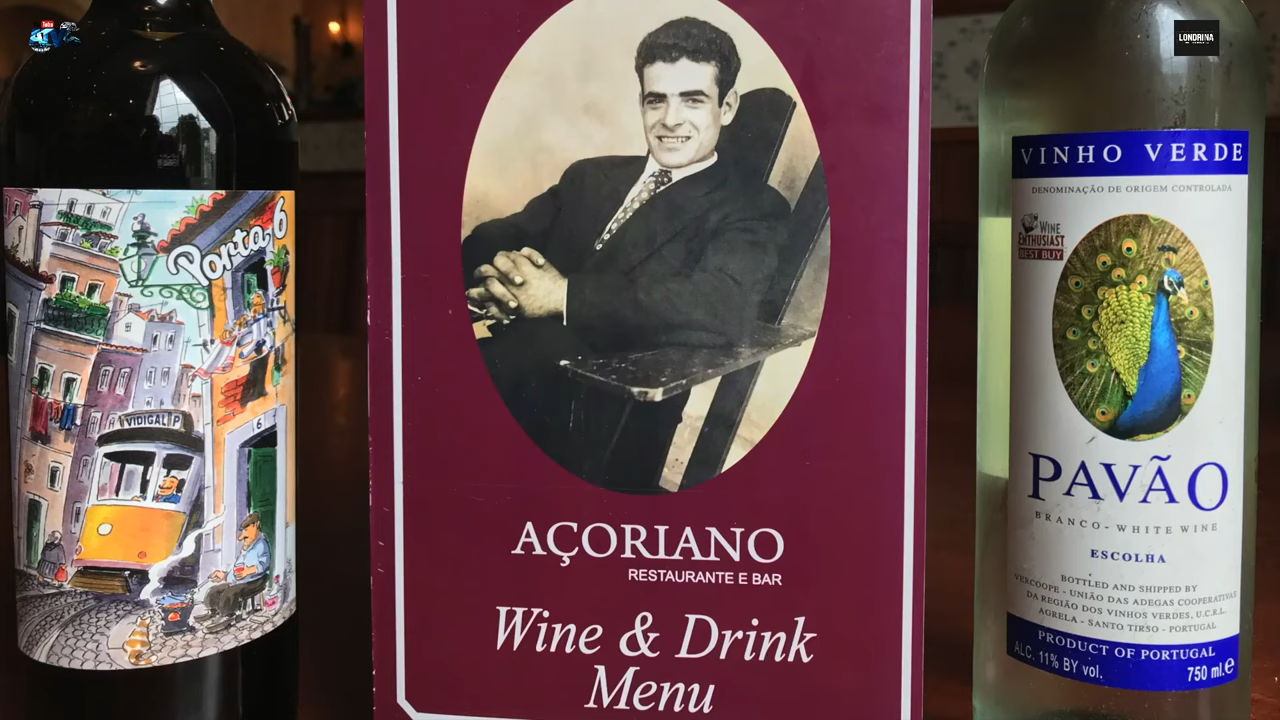 Tube
LONDRINA
Porta 6
VIDIGAL P
6
AÇORIANO
RESTAURANTE E BAR
Wine & Drink
Menu
VINHO VERDE
DENOMINAÇÃO DE ORIGEM CONTROLADA
WINE
ENTHUSIAST
BEST BUY
PAVÃO
BRANCO - WHITE WINE
ESCOLHA
BOTTLED AND SHIPPED BY
VERCOOPE - UNIÃO DAS ADEGAS COOPERATIVAS
DA REGIÃO DOS VINHOS VERDES, U.C.R.L.
AGRELA - SANTO TIRSO - PORTUGAL
PRODUCT OF PORTUGAL
ALC. 11% BY vol. 750 ml.e